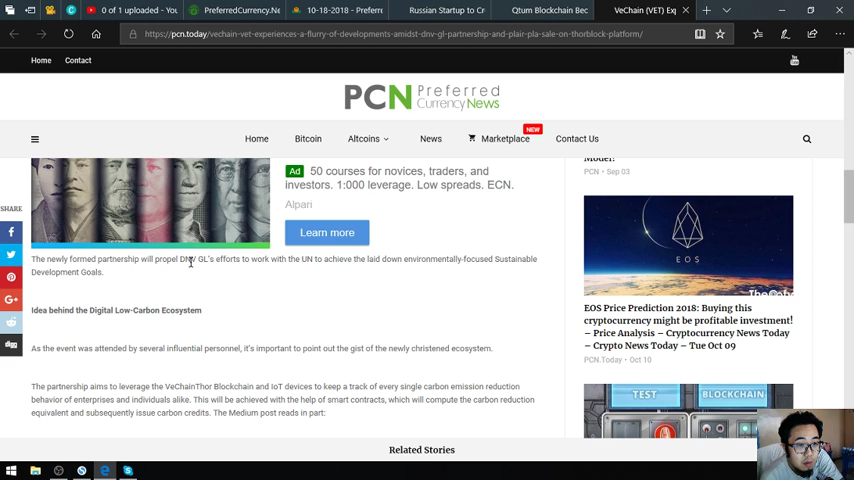 0 of 1 uploaded - You
PreferredCurrency.Ne
10-18-2018 - Preferre
Russian Startup to Cr
Qtum Blockchain Bec
VeChain (VET) Exp
https://pcn.today/vechain-vet-experiences-a-flurry-of-developments-amidst-dnv-gl-partnership-and-plair-pla-sale-on-thorblock-platform/
Home Contact
PCN Preferred
Currency News
NEW
Home Bitcoin Altcoins News Marketplace Contact Us
Model!
PCN • Sep 03
Ad 50 courses for novices, traders, and
investors. 1:000 leverage. Low spreads. ECN.
Alpari
Learn more
SHARE
The newly formed partnership will propel DNV GL's efforts to work with the UN to achieve the laid down environmentally-focused Sustainable
Development Goals.
Idea behind the Digital Low-Carbon Ecosystem
As the event was attended by several influential personnel, it's important to point out the gist of the newly christened ecosystem.
The partnership aims to leverage the VeChainThor Blockchain and IoT devices to keep a track of every single carbon emission reduction
behavior of enterprises and individuals alike. This will be achieved with the help of smart contracts, which will compute the carbon reduction
equivalent and subsequently issue carbon credits. The Medium post reads in part:
EOS
EOS Price Prediction 2018: Buying this
cryptocurrency might be profitable investment!
– Price Analysis – Cryptocurrency News Today
– Crypto News Today – Tue Oct 09
PCN.Today • Oct 10
TEST BLOCKCHAIN
Related Stories